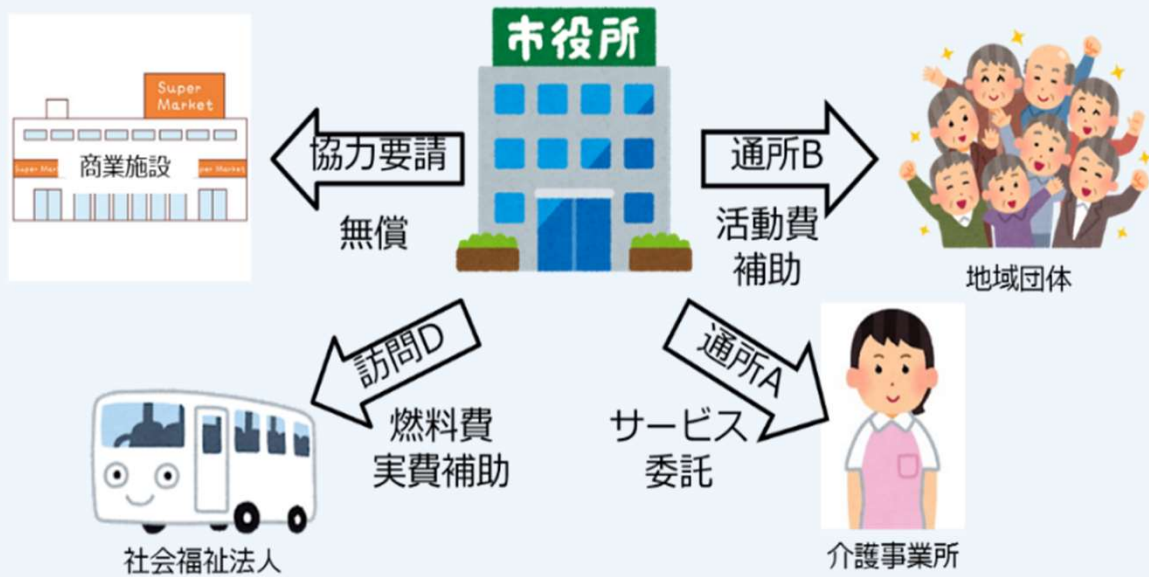 市役所
Super
Market
Super Mar
per Market
商業施設
協力要請
無償
通所B
活動費
補助
地域団体
訪問D
燃料費
実費補助
社会福祉法人
通所A
サービス
委託
介護事業所